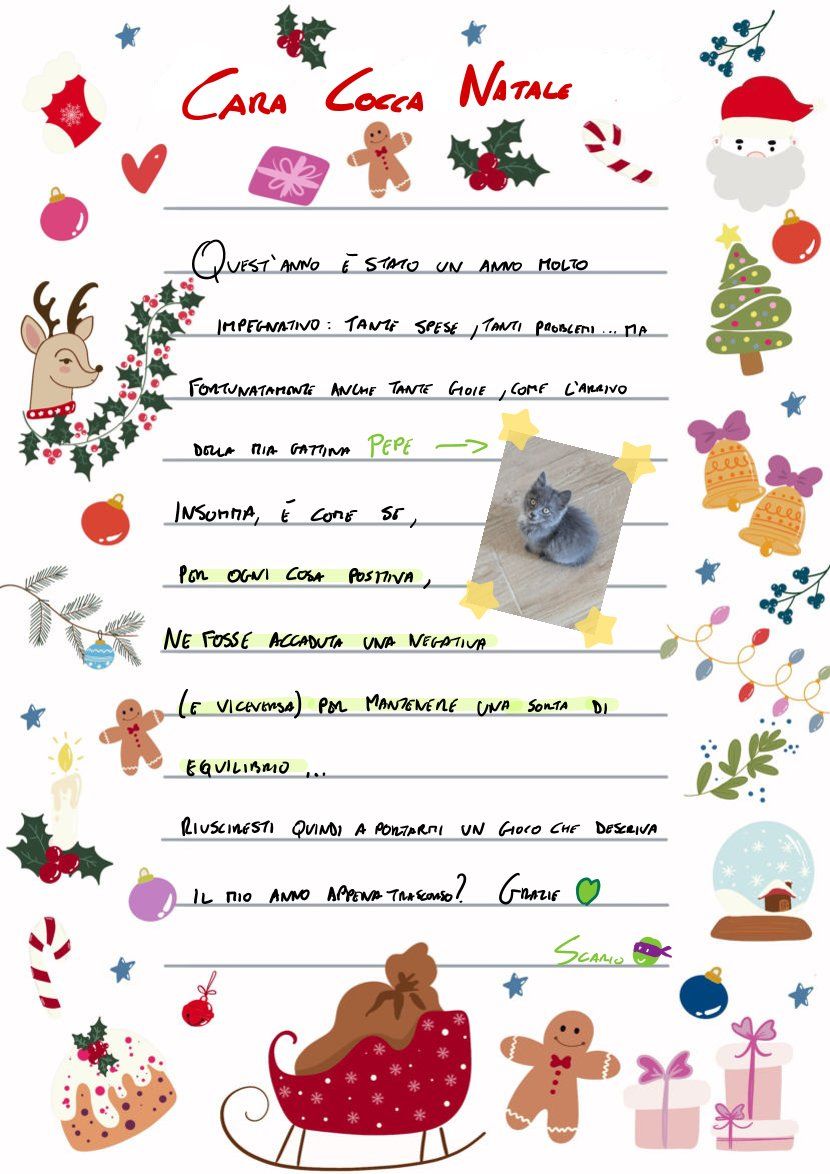 CARA COCCA NATALE
QUEST'ANNO È STATO UN ANNO MOLTO
IMPEGNATIVO: TANTE SPESE, TANTI PROBLEMI... MA
FORTUNATAMENTE ANCHE TANTE GIOIE, COME L'ARRIVO
DELLA MIA GATTINA PEPE →
INSOMMA, È COME SE,
PER OGNI COSA POSITIVA,
NE FOSSE ACCADUTA UNA NEGATIVA
(E VICEVERSA) PER MANTENERE UNA SORTA DI
EQUILIBRIO...
RIUSCIRESTI QUINDI A PORTARMI UN GIOCO CHE DESCRIVA
IL MIO ANNO APPENA TRASCORSO? GRAZIE
SCARIO